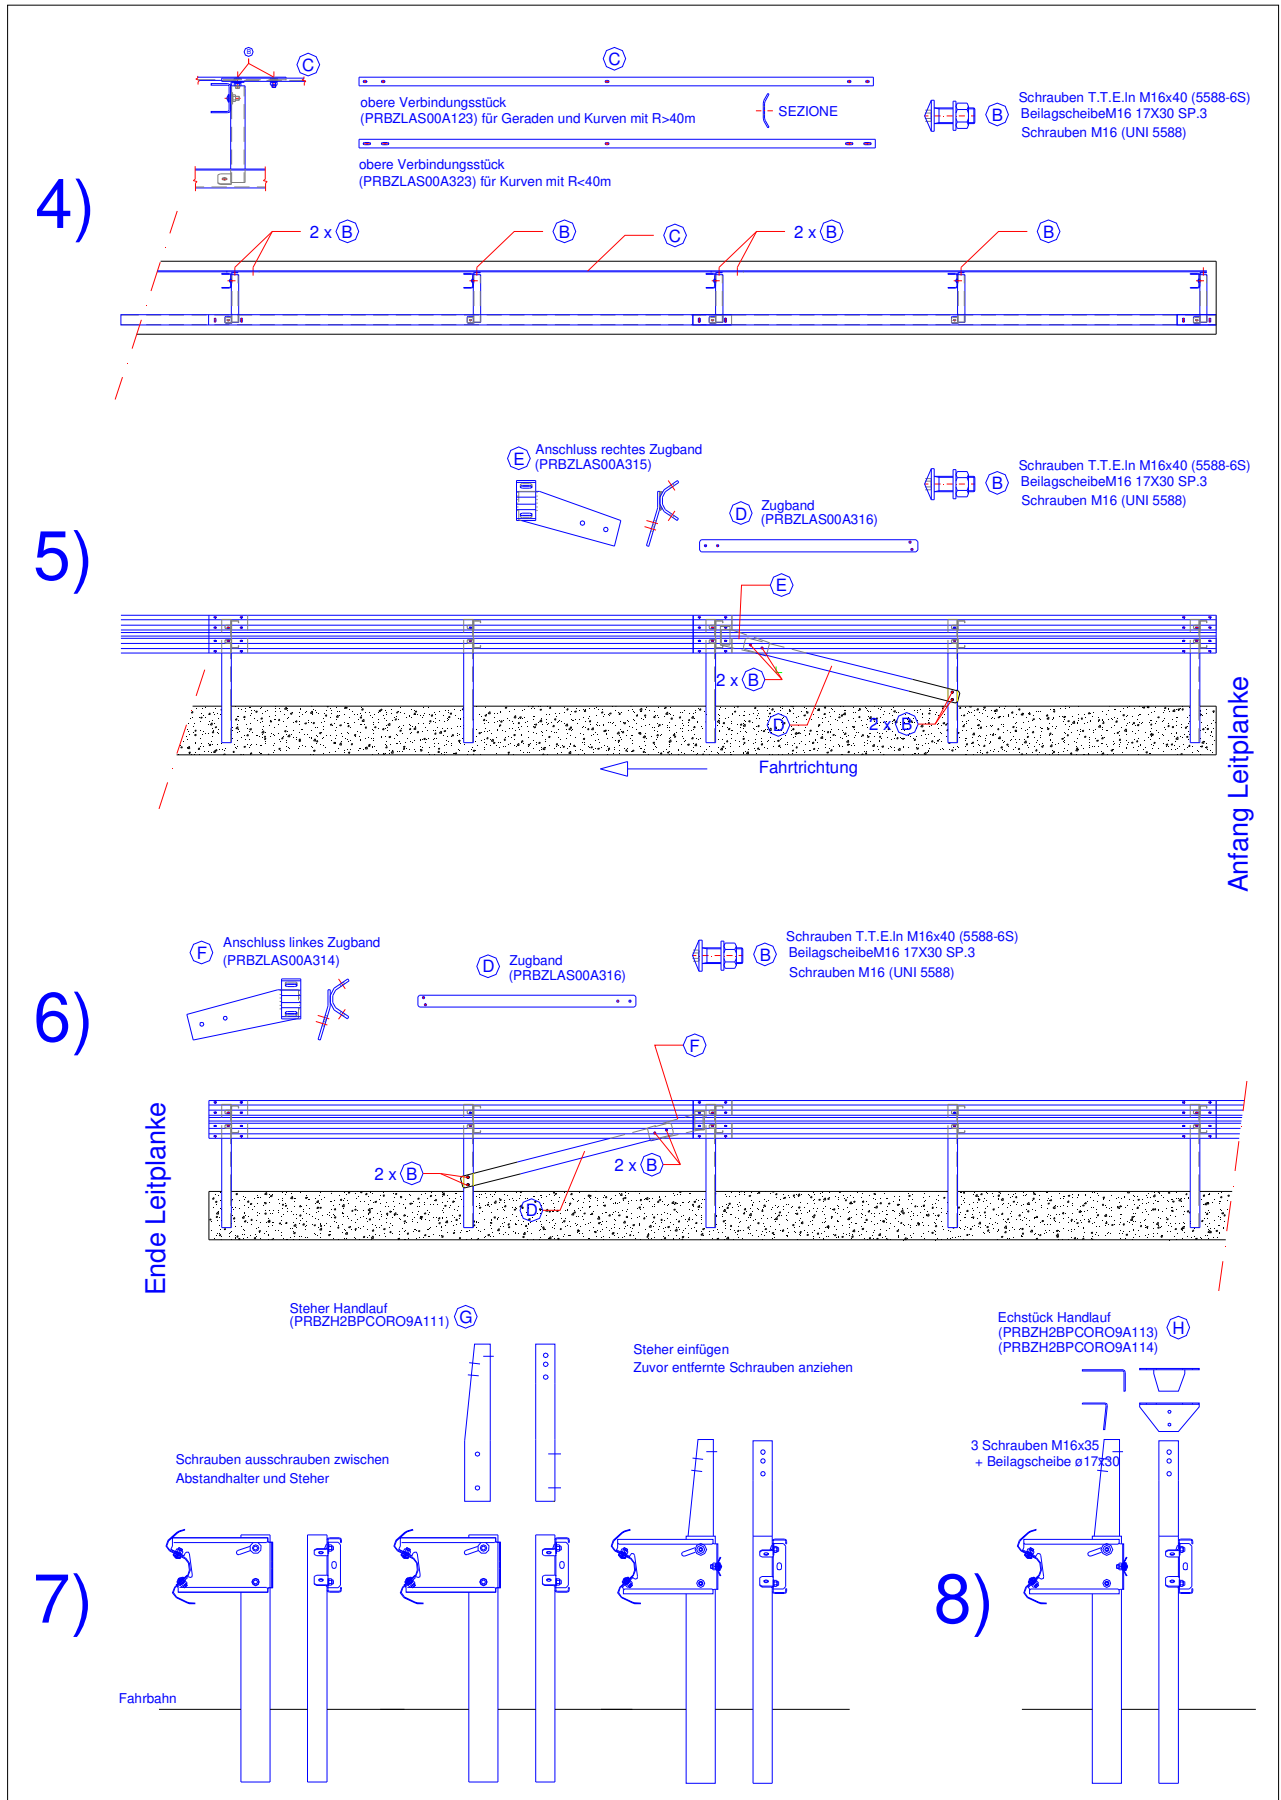 4)
B
C
C
obere Verbindungsstück
(PRBZLAS00A123) für Geraden und Kurven mit R>40m
SEZIONE
obere Verbindungsstück
(PRBZLAS00A323) für Kurven mit R<40m
B
Schrauben T.T.E.ln M16x40 (5588-6S)
BeilagscheibeM16 17X30 SP.3
Schrauben M16 (UNI 5588)
2 x B
B
C
2 x B
B
5)
E
Anschluss rechtes Zugband
(PRBZLAS00A315)
D
Zugband
(PRBZLAS00A316)
B
Schrauben T.T.E.ln M16x40 (5588-6S)
BeilagscheibeM16 17X30 SP.3
Schrauben M16 (UNI 5588)
E
2 x B
D
2 x B
Fahrtrichtung
Anfang Leitplanke
6)
F
Anschluss linkes Zugband
(PRBZLAS00A314)
D
Zugband
(PRBZLAS00A316)
B
Schrauben T.T.E.ln M16x40 (5588-6S)
BeilagscheibeM16 17X30 SP.3
Schrauben M16 (UNI 5588)
F
2 x B
2 x B
D
Ende Leitplanke
7)
Steher Handlauf
(PRBZH2BPCORO9A111)
G
Steher einfügen
Zuvor entfernte Schrauben anziehen
Schrauben ausschrauben zwischen
Abstandhalter und Steher
Fahrbahn
8)
Echstück Handlauf
(PRBZH2BPCORO9A113)
(PRBZH2BPCORO9A114)
H
3 Schrauben M16x35
+ Beilagscheibe ø17x30